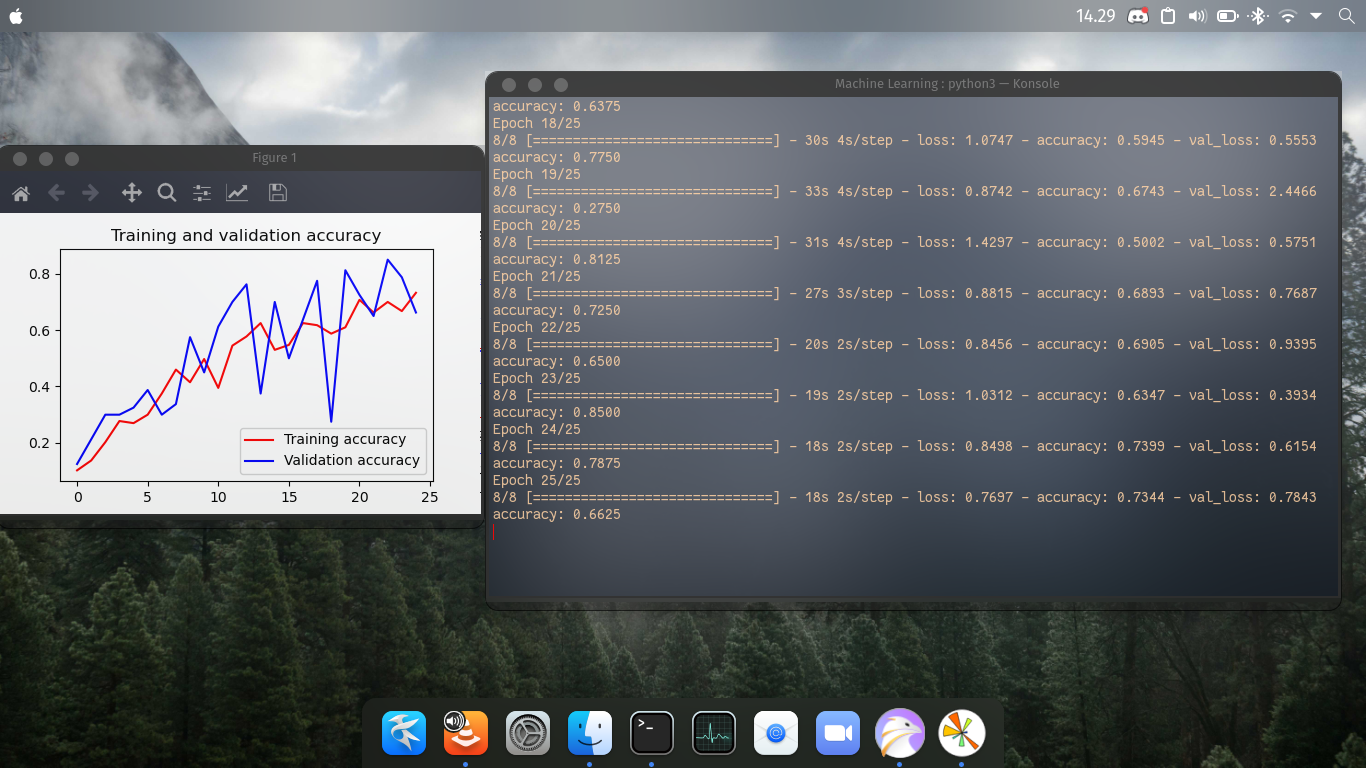 14.29
Machine Learning : python3 — Konsole
accuracy: 0.6375
Epoch 18/25
8/8 [==============================] - 30s 4s/step - loss: 1.0747 - accuracy: 0.5945 - val_loss: 0.5553
accuracy: 0.7750
Epoch 19/25
8/8 [==============================] - 33s 4s/step - loss: 0.8742 - accuracy: 0.6743 - val_loss: 2.4466
accuracy: 0.2750
Epoch 20/25
8/8 [==============================] - 31s 4s/step - loss: 1.4297 - accuracy: 0.5002 - val_loss: 0.5751
accuracy: 0.8125
Epoch 21/25
8/8 [==============================] - 27s 3s/step - loss: 0.8815 - accuracy: 0.6893 - val_loss: 0.7687
accuracy: 0.7250
Epoch 22/25
8/8 [==============================] - 20s 2s/step - loss: 0.8456 - accuracy: 0.6905 - val_loss: 0.9395
accuracy: 0.6500
Epoch 23/25
8/8 [==============================] - 19s 2s/step - loss: 1.0312 - accuracy: 0.6347 - val_loss: 0.3934
accuracy: 0.8500
Epoch 24/25
8/8 [==============================] - 18s 2s/step - loss: 0.8498 - accuracy: 0.7399 - val_loss: 0.6154
accuracy: 0.7875
Epoch 25/25
8/8 [==============================] - 18s 2s/step - loss: 0.7697 - accuracy: 0.7344 - val_loss: 0.7843
accuracy: 0.6625
Figure 1
Training and validation accuracy
0.8
0.6
0.4
0.2
Training accuracy
Validation accuracy
0 5 10 15 20 25
>_